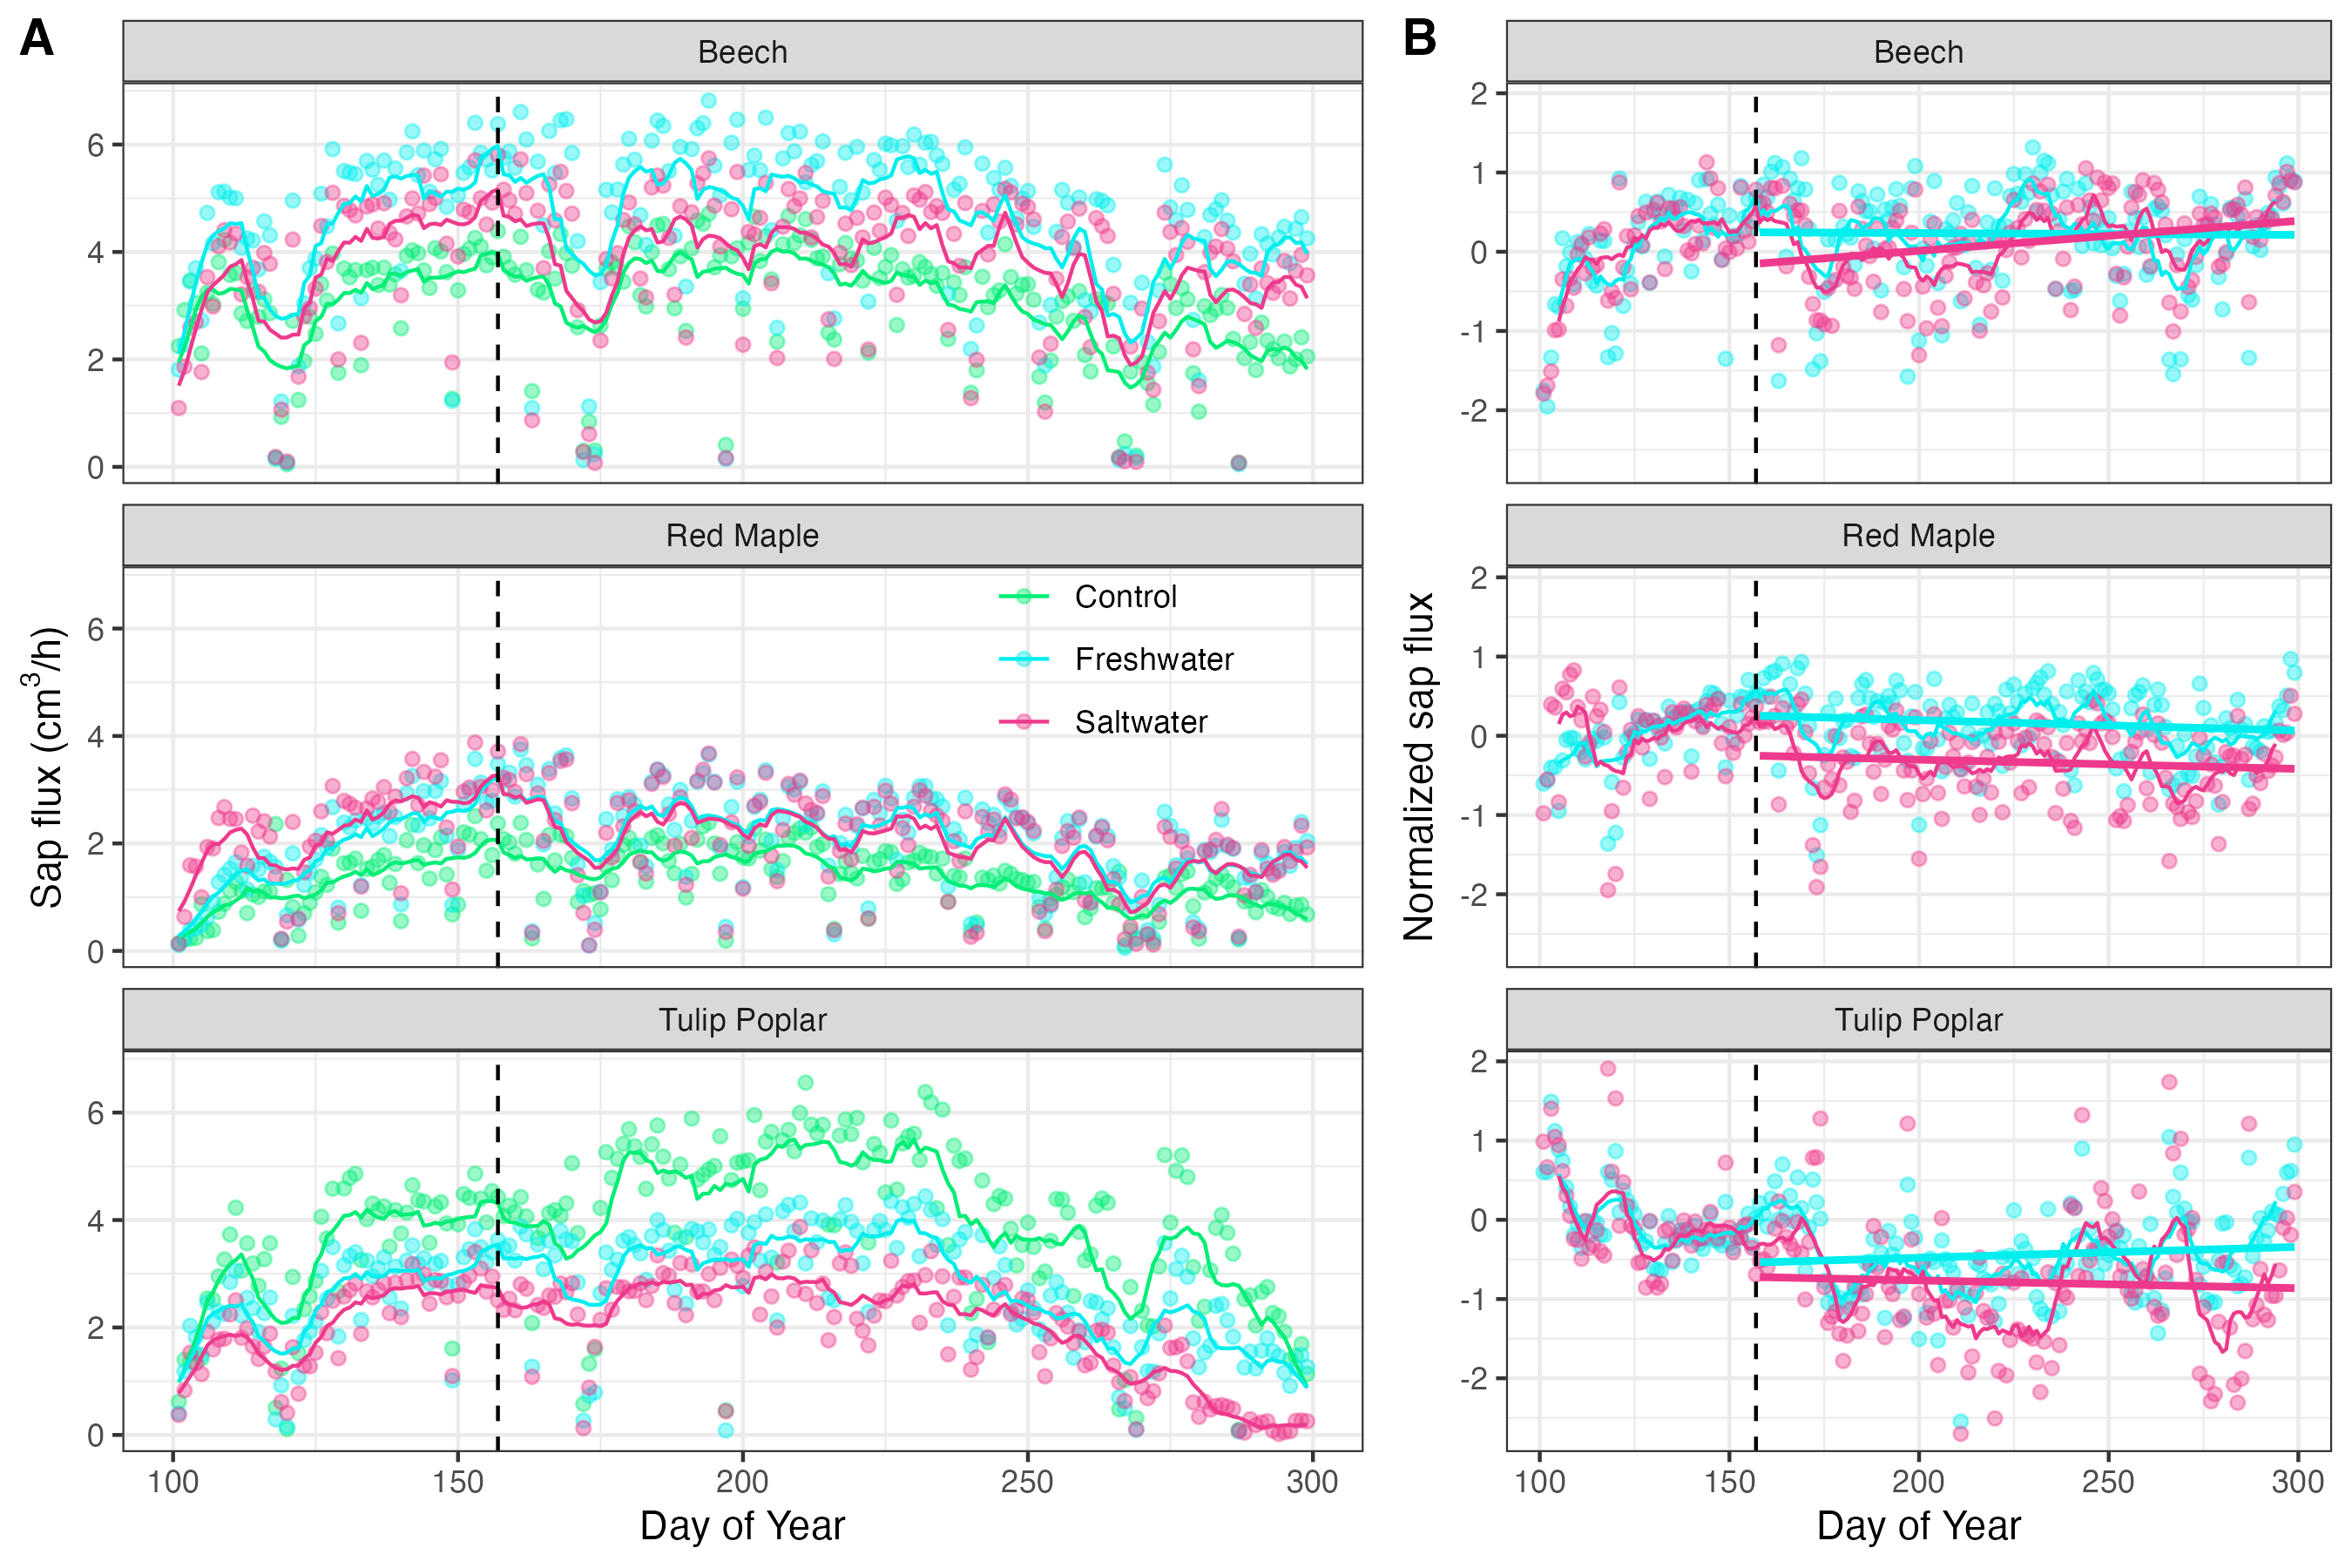 A
Beech
6
4
2
0
Red Maple
Control
Freshwater
Saltwater
6
4
2
0
Sap flux (cm³/h)
Tulip Poplar
6
4
2
0
100 150 200 250 300
Day of Year
B
Beech
2
1
0
-1
-2
Red Maple
2
1
0
-1
-2
Normalized sap flux
Tulip Poplar
2
1
0
-1
-2
100 150 200 250 300
Day of Year